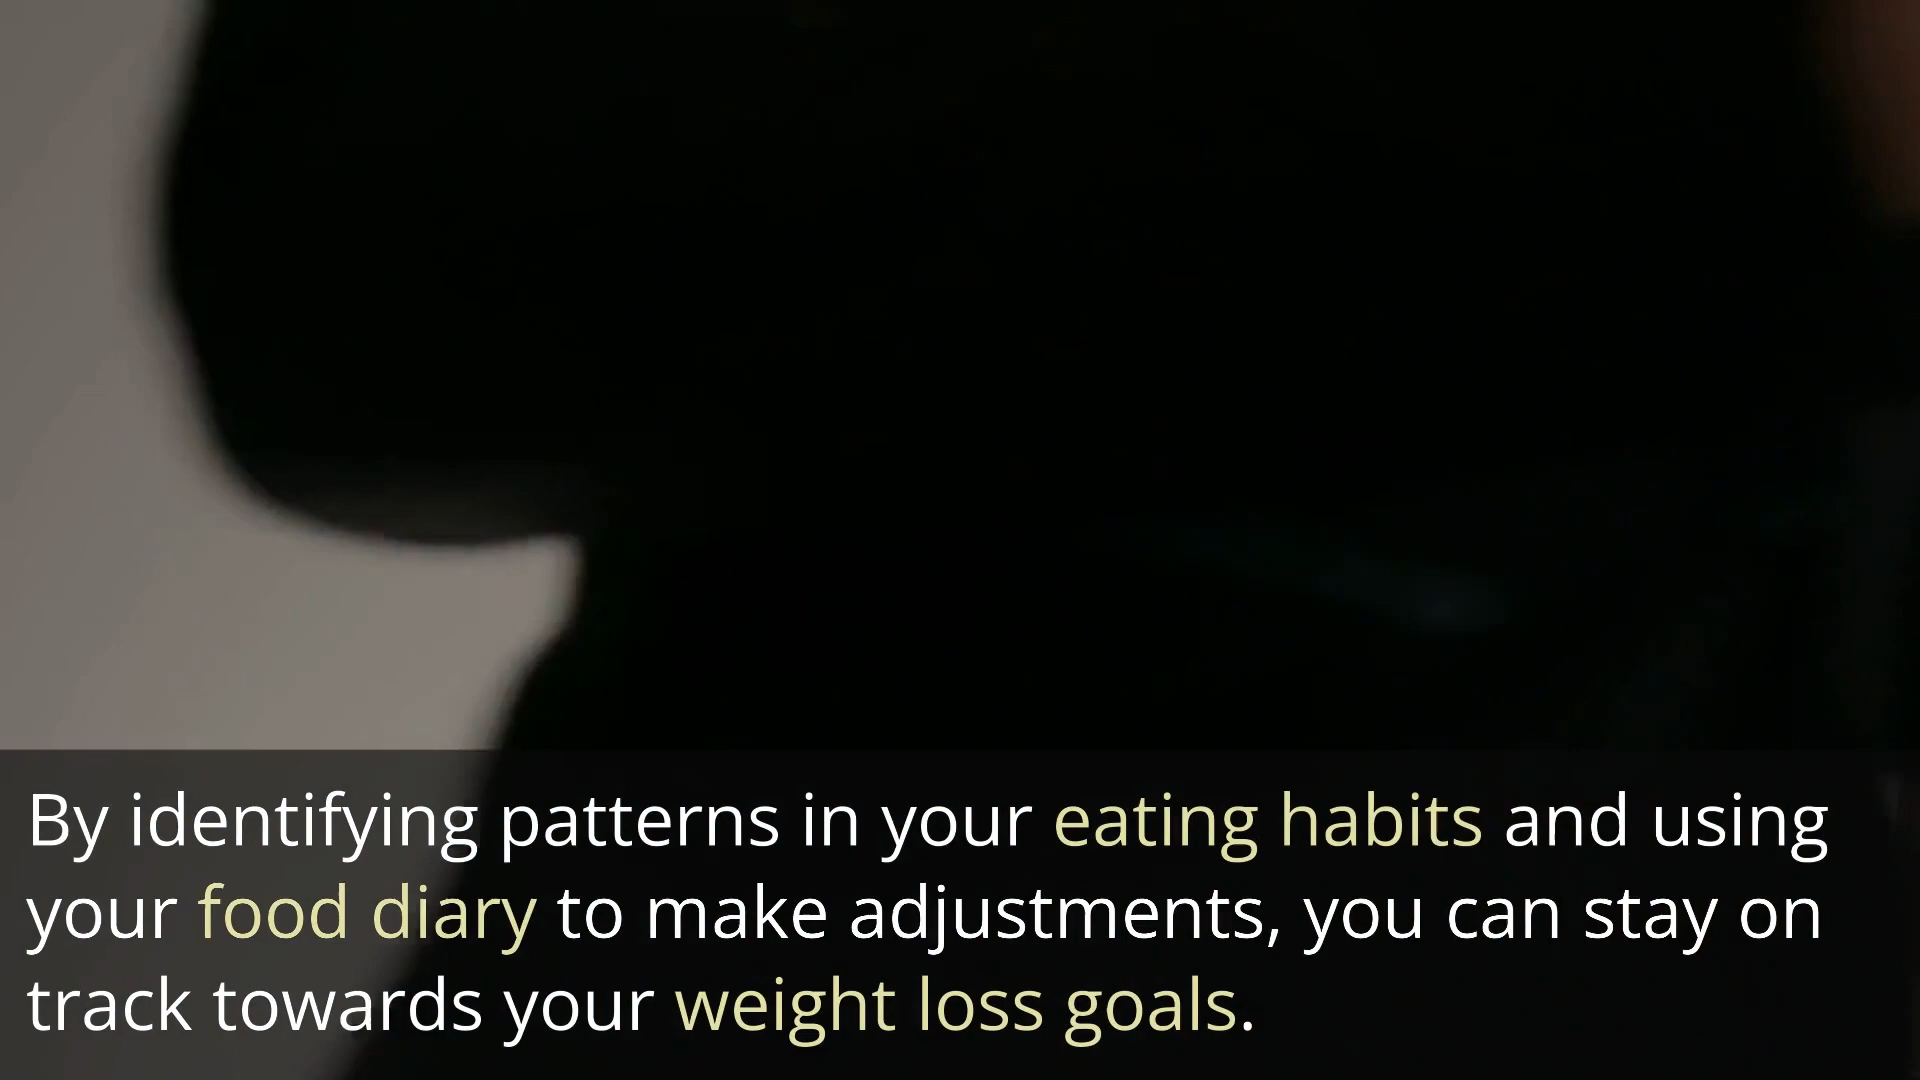 By identifying patterns in your eating habits and using
your food diary to make adjustments, you can stay on
track towards your weight loss goals.